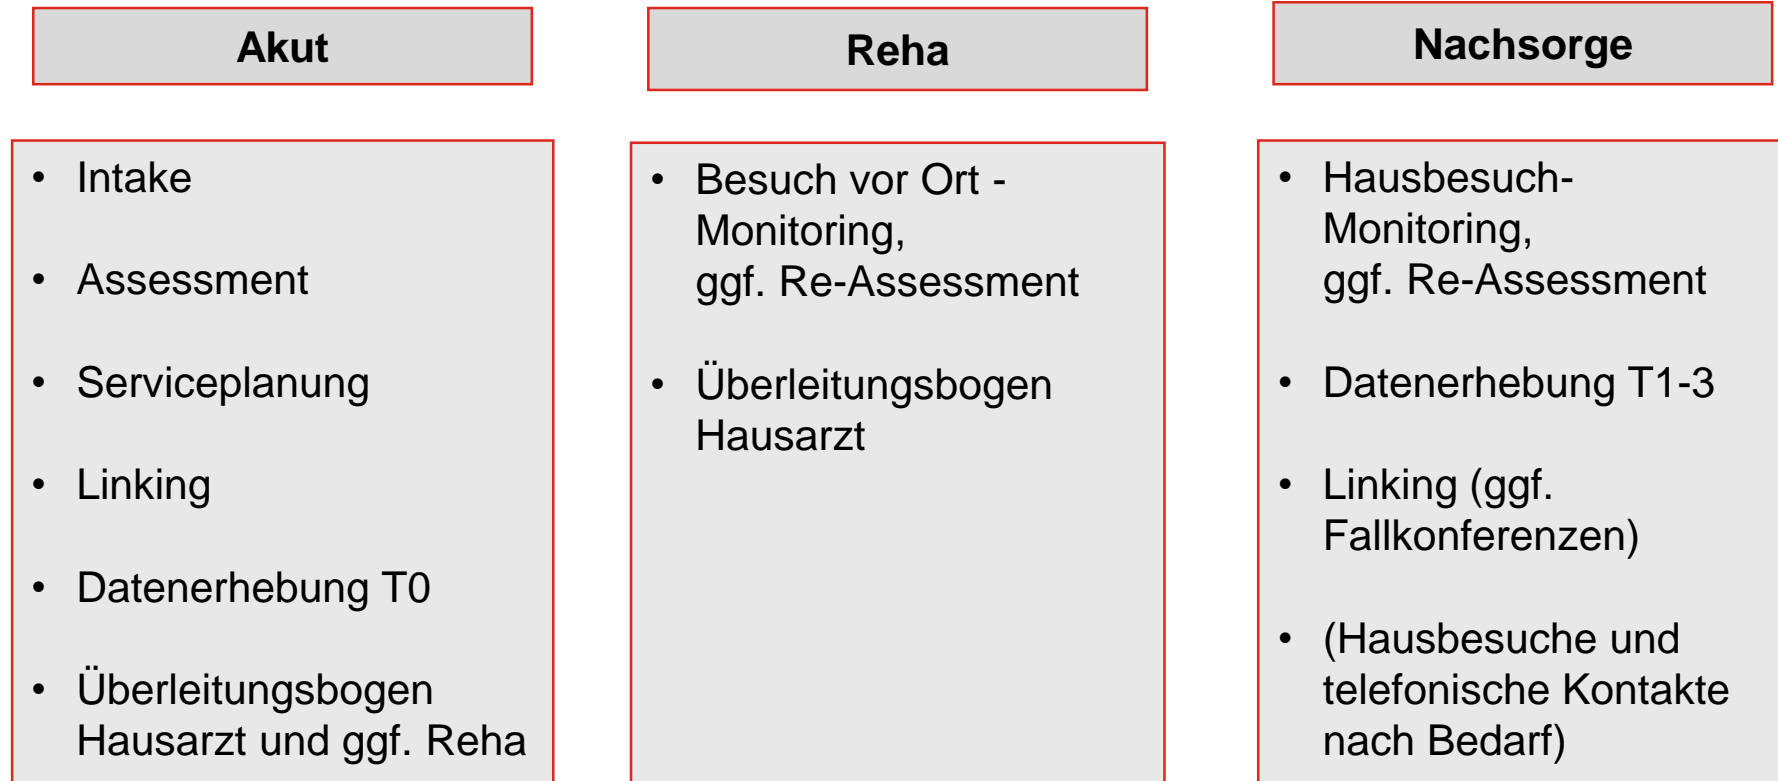 Akut
• Intake
• Assessment
• Serviceplanung
• Linking
• Datenerhebung T0
• Überleitungsbogen
Hausarzt und ggf. Reha
Reha
• Besuch vor Ort -
Monitoring,
ggf. Re-Assessment
• Überleitungsbogen
Hausarzt
Nachsorge
• Hausbesuch-
Monitoring,
ggf. Re-Assessment
• Datenerhebung T1-3
• Linking (ggf.
Fallkonferenzen)
• (Hausbesuche und
telefonische Kontakte
nach Bedarf)